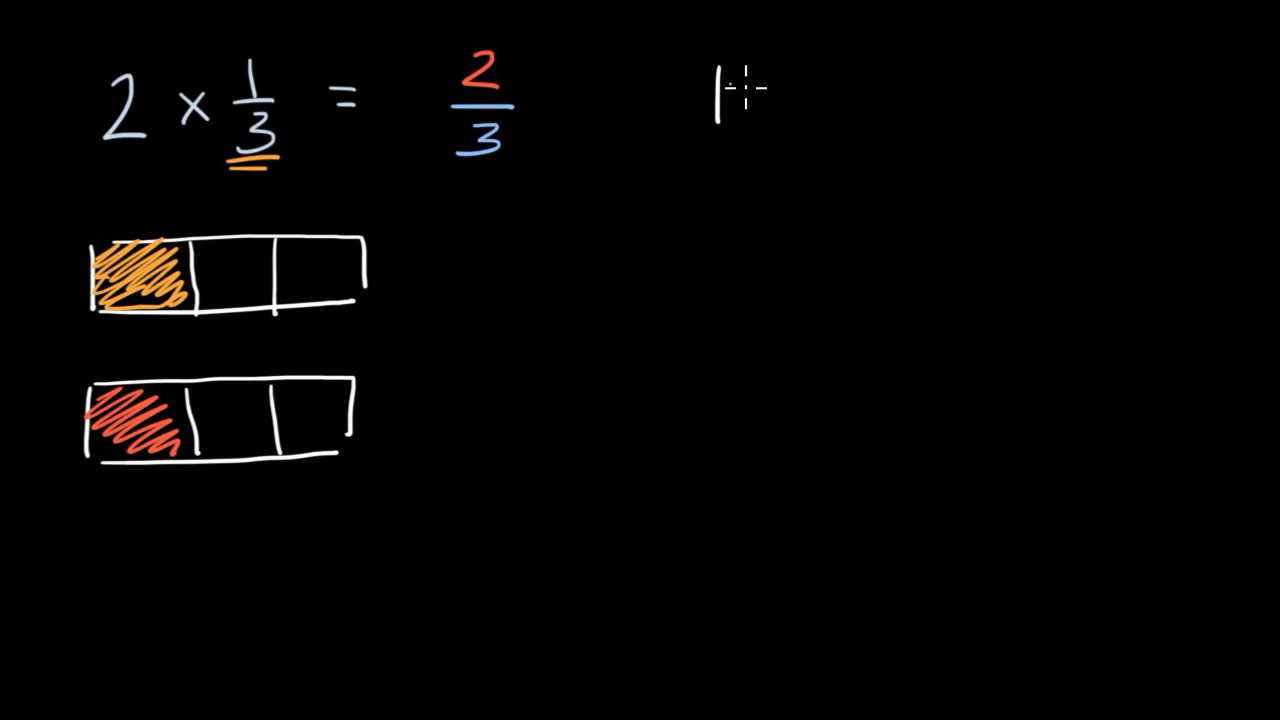 2 × 1/3 = 2/3